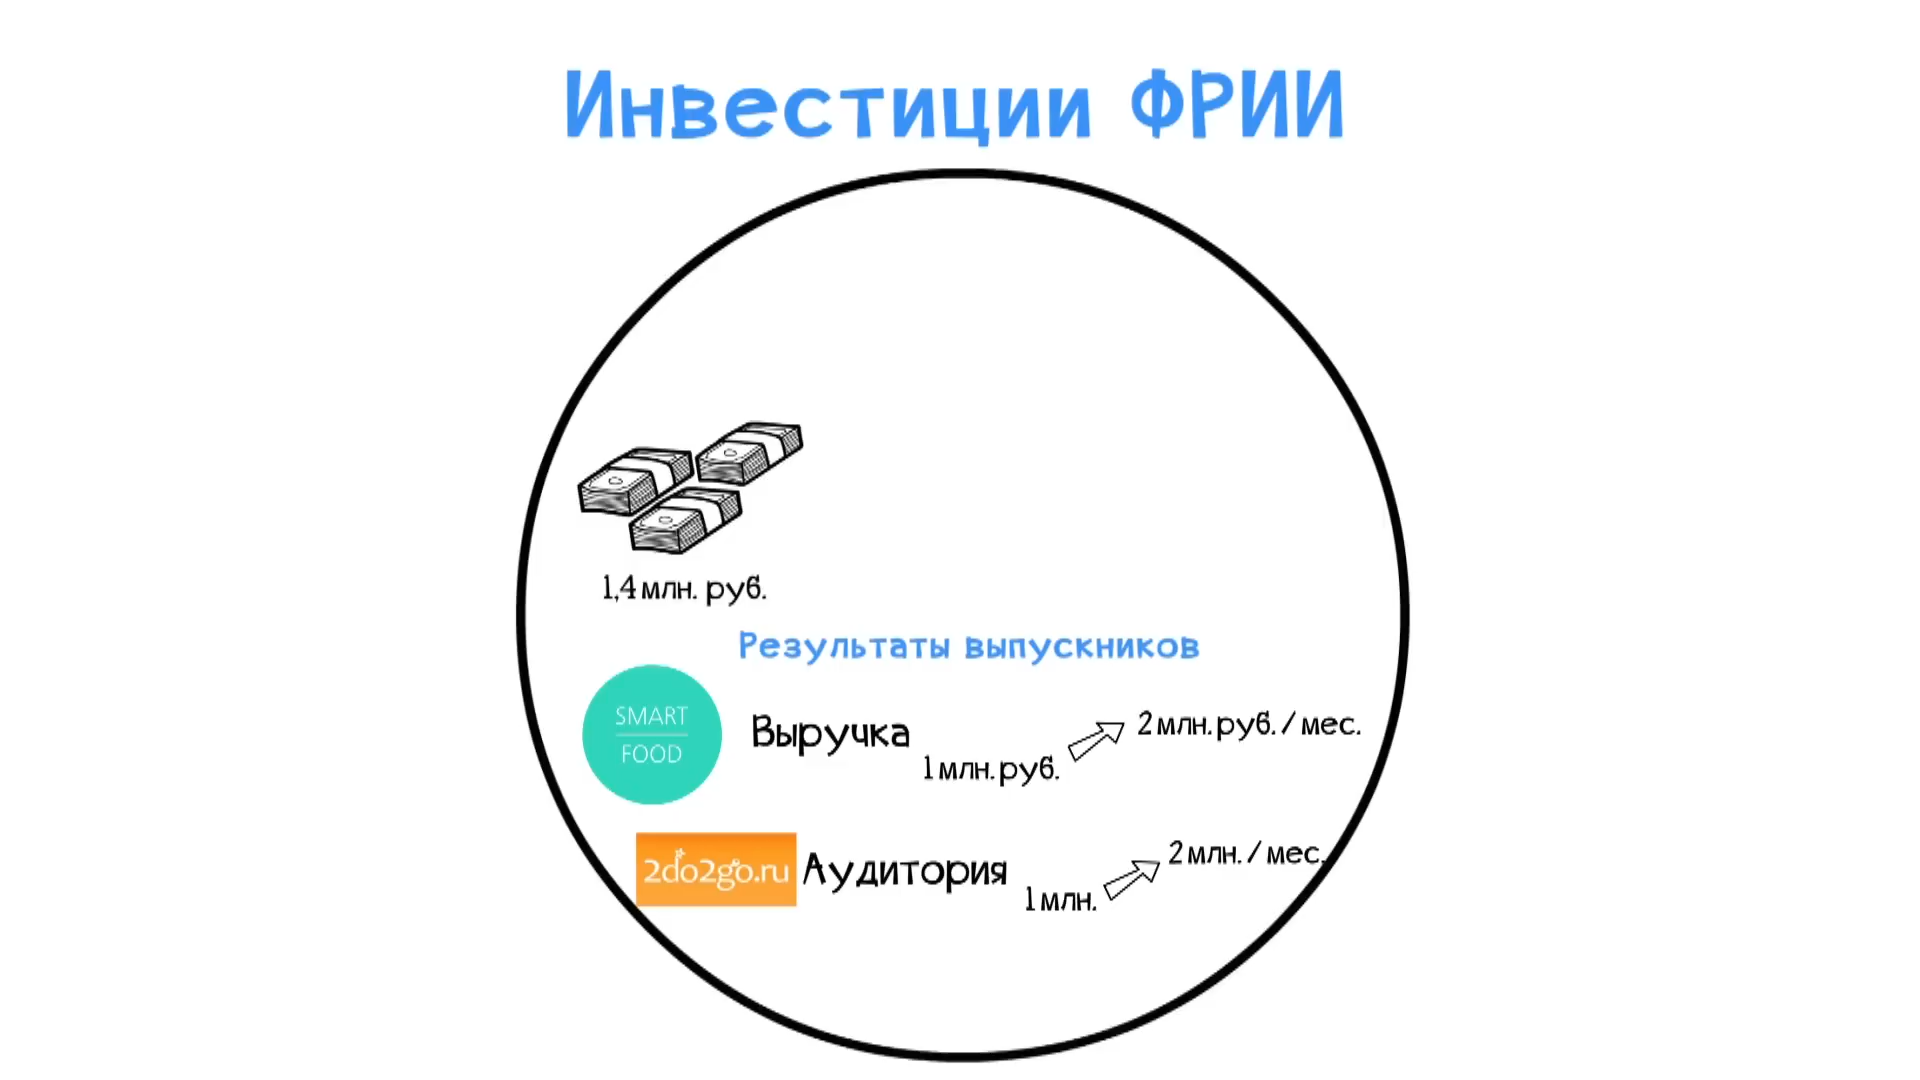 Инвестиции ФРИИ
1,4 млн. руб.
Результаты выпускников
SMART
FOOD
Выручка
1 млн. руб.
2 млн. руб. / мес.
2do2go.ru
Аудитория
1 млн.
2 млн. / мес.